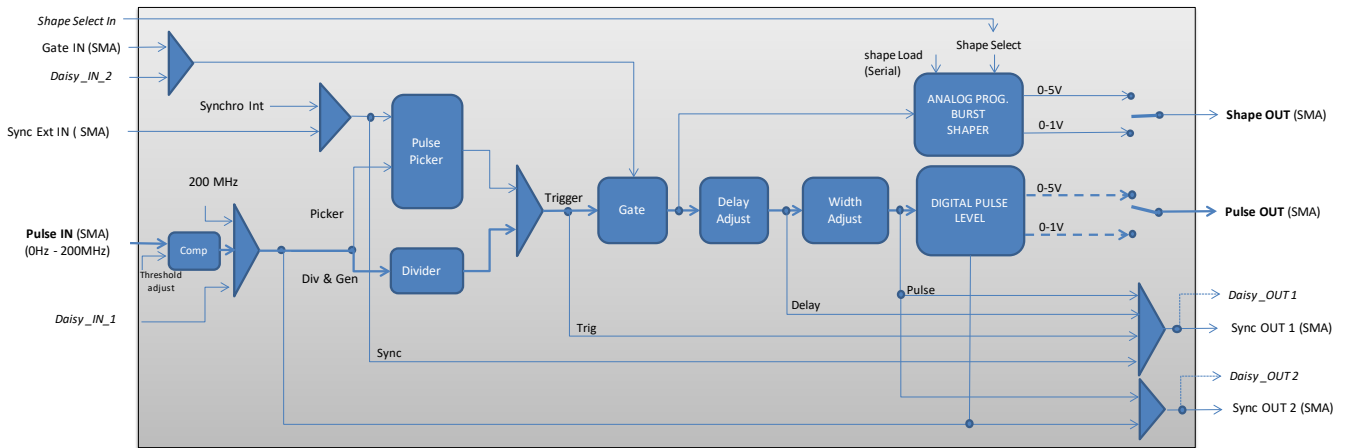 Shape Select In
Gate IN (SMA)
Daisy_IN_2
Synchro Int
Sync Ext IN ( SMA)
shape Load
(Serial)
Shape Select
ANALOG PROG.
BURST
SHAPER
0-5V
0-1V
Shape OUT (SMA)
Pulse
Picker
200 MHz
Picker
Pulse IN (SMA)
(0Hz - 200MHz)
Comp
Threshold
adjust
Div & Gen
Divider
Daisy_IN_1
Trigger
Gate
Delay
Adjust
Width
Adjust
DIGITAL PULSE
LEVEL
0-5V
0-1V
Pulse OUT (SMA)
Pulse
Delay
Trig
Sync
Daisy_OUT 1
Sync OUT 1 (SMA)
Daisy_OUT 2
Sync OUT 2 (SMA)